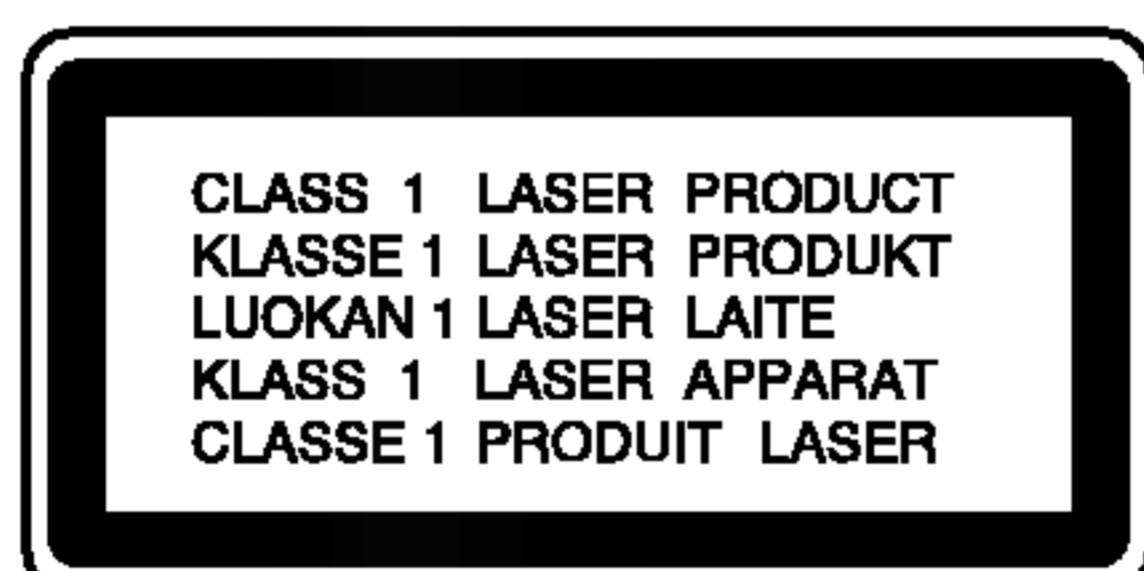 CLASS 1 LASER PRODUCT
KLASSE 1 LASER PRODUKT
LUOKAN 1 LASER LAITE
KLASS 1 LASER APPARAT
CLASSE 1 PRODUIT LASER